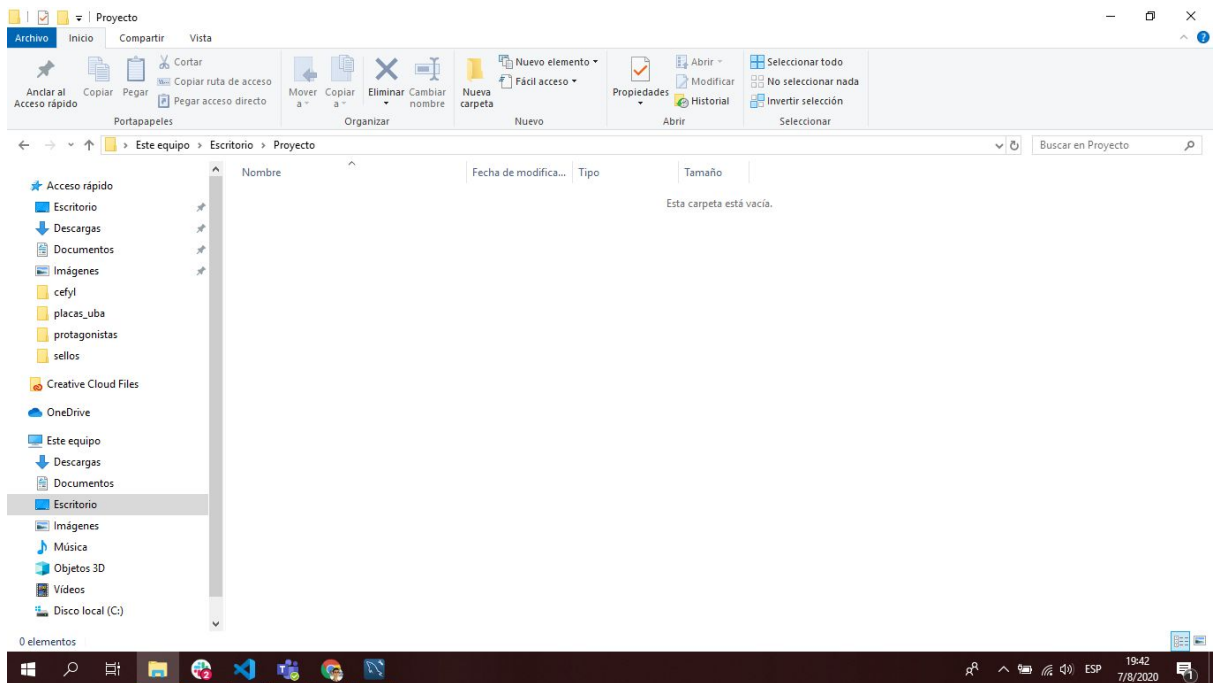 Proyecto
Archivo Inicio Compartir Vista
Anclar al Acceso rápido
Copiar
Pegar
Cortar
Copiar ruta de acceso
Pegar acceso directo
Portapapeles
Mover a
Copiar a
Eliminar
Cambiar nombre
Organizar
Nueva carpeta
Nuevo elemento
Fácil acceso
Nuevo
Propiedades
Abrir
Modificar
Historial
Abrir
Seleccionar todo
No seleccionar nada
Invertir selección
Seleccionar
Este equipo > Escritorio > Proyecto
Buscar en Proyecto
Nombre Fecha de modifica... Tipo Tamaño
Esta carpeta está vacía.
Acceso rápido
Escritorio
Descargas
Documentos
Imágenes
cefyl
placas_uba
protagonistas
sellos
Creative Cloud Files
OneDrive
Este equipo
Descargas
Documentos
Escritorio
Imágenes
Música
Objetos 3D
Vídeos
Disco local (C:)
0 elementos
ESP
19:42
7/8/2020